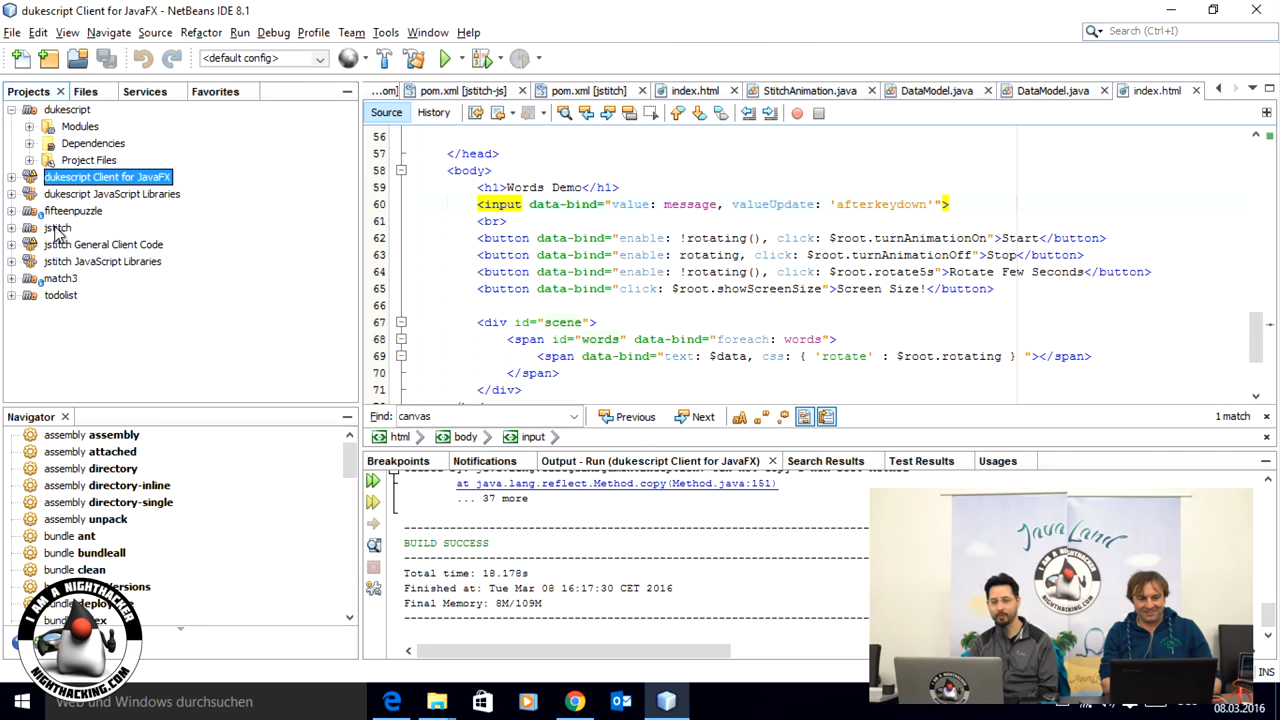 dukescript Client for JavaFX - NetBeans IDE 8.1
File Edit View Navigate Source Refactor Run Debug Profile Team Tools Window Help
Search (Ctrl+I)
<default config>
Projects Files Services Favorites
...om] pom.xml [jstitch-js] pom.xml [jstitch] index.html StitchAnimation.java DataModel.java DataModel.java index.html
Source History
dukescript
Modules
Dependencies
Project Files
dukescript Client for JavaFX
dukescript JavaScript Libraries
fifteenpuzzle
jstitch
jstitch General Client Code
jstitch JavaScript Libraries
match3
todolist
56
57 </head>
58 <body>
59 <h1>Words Demo</h1>
60 <input data-bind="value: message, valueUpdate: 'afterkeydown'">
61 <br>
62 <button data-bind="enable: !rotating(), click: $root.turnAnimationOn">Start</button>
63 <button data-bind="enable: rotating, click: $root.turnAnimationOff">Stop</button>
64 <button data-bind="enable: !rotating(), click: $root.rotate5s">Rotate Few Seconds</button>
65 <button data-bind="click: $root.showScreenSize">Screen Size!</button>
66
67 <div id="scene">
68 <span id="words" data-bind="foreach: words">
69 <span data-bind="text: $data, css: { 'rotate' : $root.rotating } "></span>
70 </span>
71 </div>
Find: canvas Previous Next 1 match
html body input
Navigator
assembly assembly
assembly attached
assembly directory
assembly directory-inline
assembly directory-single
assembly unpack
bundle ant
bundle bundleall
bundle clean
Breakpoints Notifications Output - Run (dukescript Client for JavaFX) Search Results Test Results Usages
at java.lang.reflect.Method.copy(Method.java:151)
... 37 more
BUILD SUCCESS
Total time: 18.178s
Finished at: Tue Mar 08 16:17:30 CET 2016
Final Memory: 8M/109M
INS
I AM A NIGHTHACKER
NIGHTHACKING.COM
JavaLand
I AM A NIGHTHACKER
NIGHTHACKING.COM
Web und Windows durchsuchen
08.03.2016